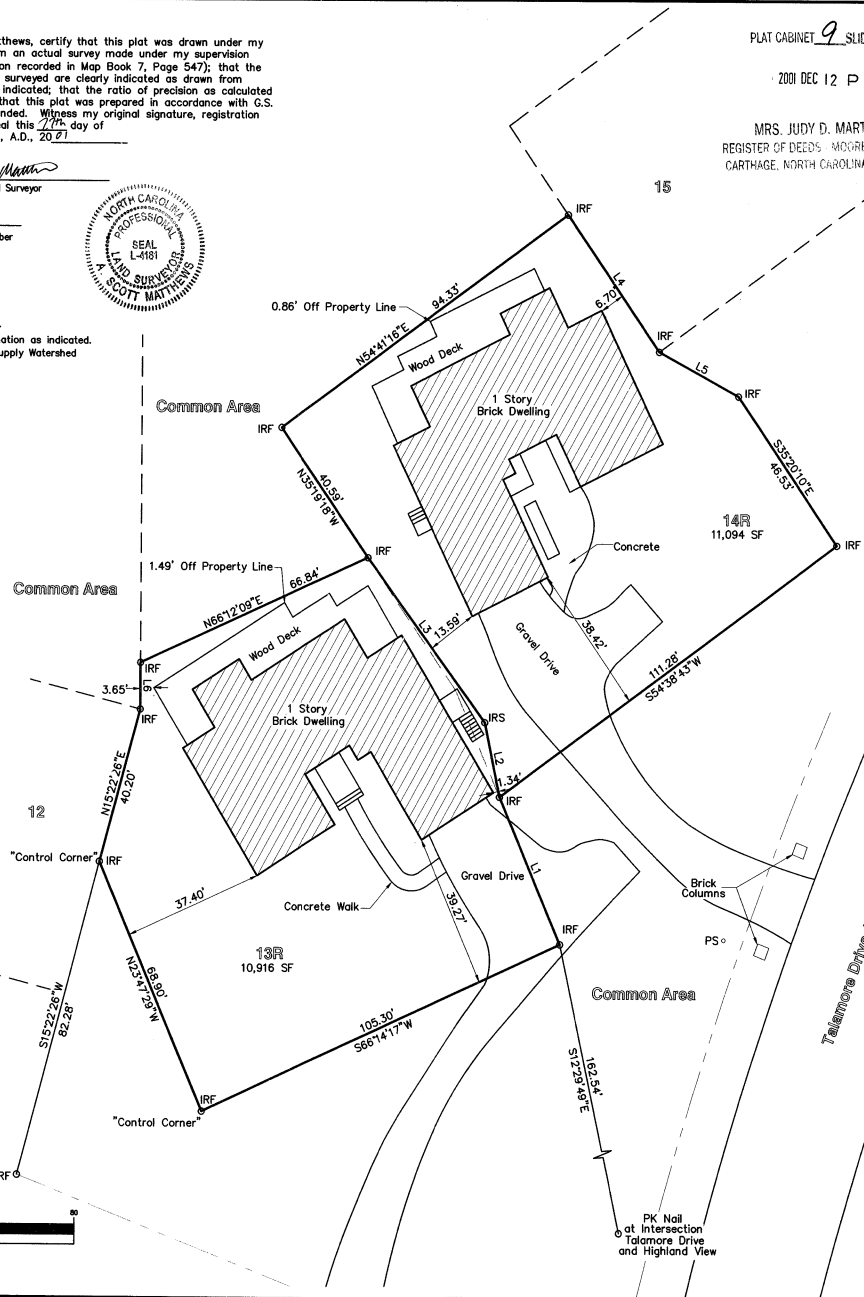 tthews, certify that this plat was drawn under my
m an actual survey made under my supervision
on recorded in Map Book 7, Page 547); that the
surveyed are clearly indicated as drawn from
indicated; that the ratio of precision as calculated
that this plat was prepared in accordance with G.S.
nded. Witness my original signature, registration
al this 11th day of
, A.D., 2001
l Surveyor
ber
NORTH CAROLINA
PROFESSIONAL
SEAL
L-4181
LAND SURVEYOR
A. SCOTT MATTHEWS
ation as indicated.
upply Watershed
PLAT CABINET 9 SLID
2001 DEC 12 P
MRS. JUDY D. MART
REGISTER OF DEEDS - MOORE
CARTHAGE, NORTH CAROLINA
15
IRF
0.86' Off Property Line
94.33'
N54°41'16"E
L4
6.70'
Wood Deck
IRF
L5
IRF
Common Area
IRF
1 Story
Brick Dwelling
40.59'
N35°19'18"W
S35°20'10"E
46.53'
14R
11,094 SF
IRF
Concrete
IRF
1.49' Off Property Line
66.84'
N66°12'09"E
Common Area
L3
13.59'
Gravel Drive
38.42'
Wood Deck
IRF
3.65'
L6
111.28'
S54°38'43"W
IRF
1 Story
Brick Dwelling
IRS
L2
N15°22'26"E
40.20'
1.34'
IRF
12
"Control Corner"
IRF
L1
Gravel Drive
37.40'
Concrete Walk
39.27'
Brick
Columns
IRF
PS
13R
10,916 SF
68.90'
N23°47'29"W
Common Area
Talamore Drive
105.30'
S66°14'17"W
S15°22'26"W
82.28'
162.54'
S12°29'49"E
IRF
"Control Corner"
RF
80
PK Nail
at Intersection
Talamore Drive
and Highland View